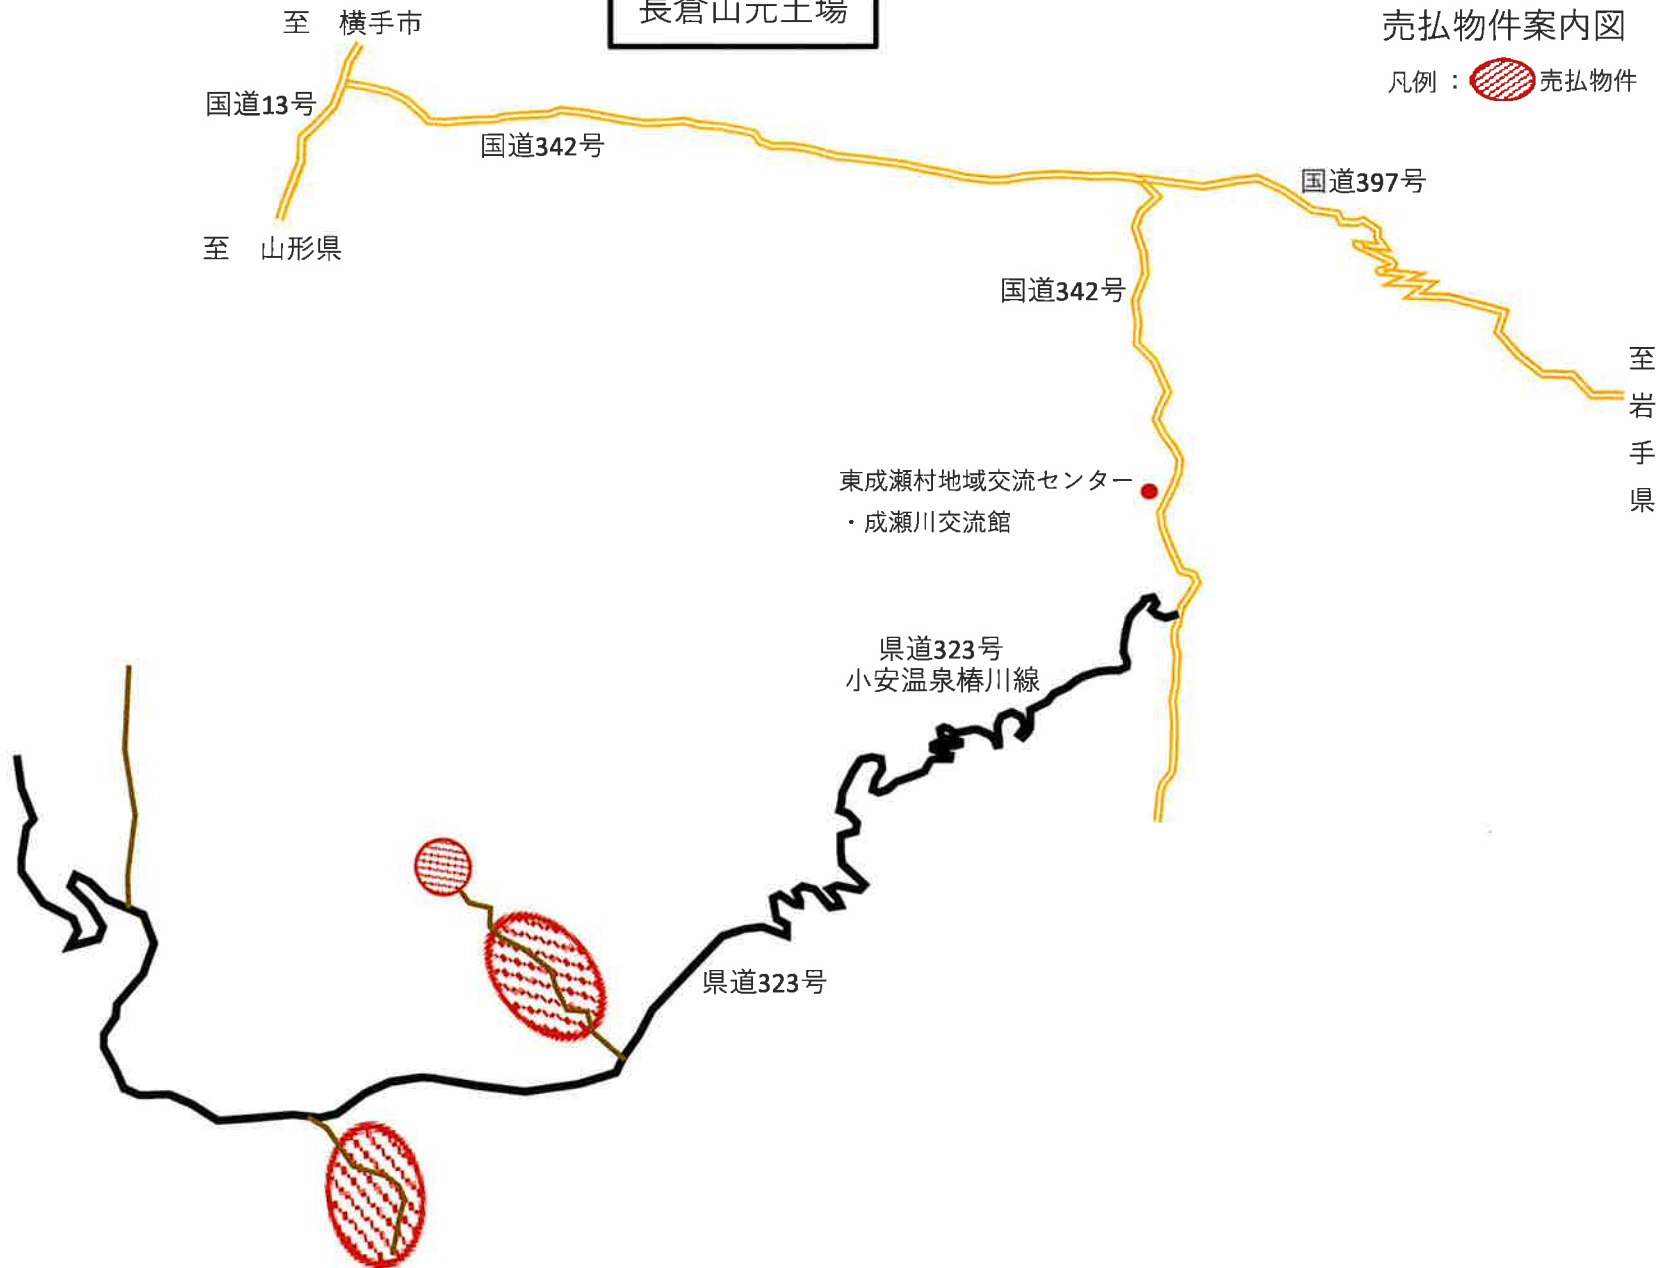 長倉山元土場
売払物件案内図
凡例：売払物件
至　横手市
国道13号
国道342号
国道397号
至　山形県
国道342号
至岩手県
東成瀬村地域交流センター
・成瀬川交流館
県道323号
小安温泉椿川線
県道323号